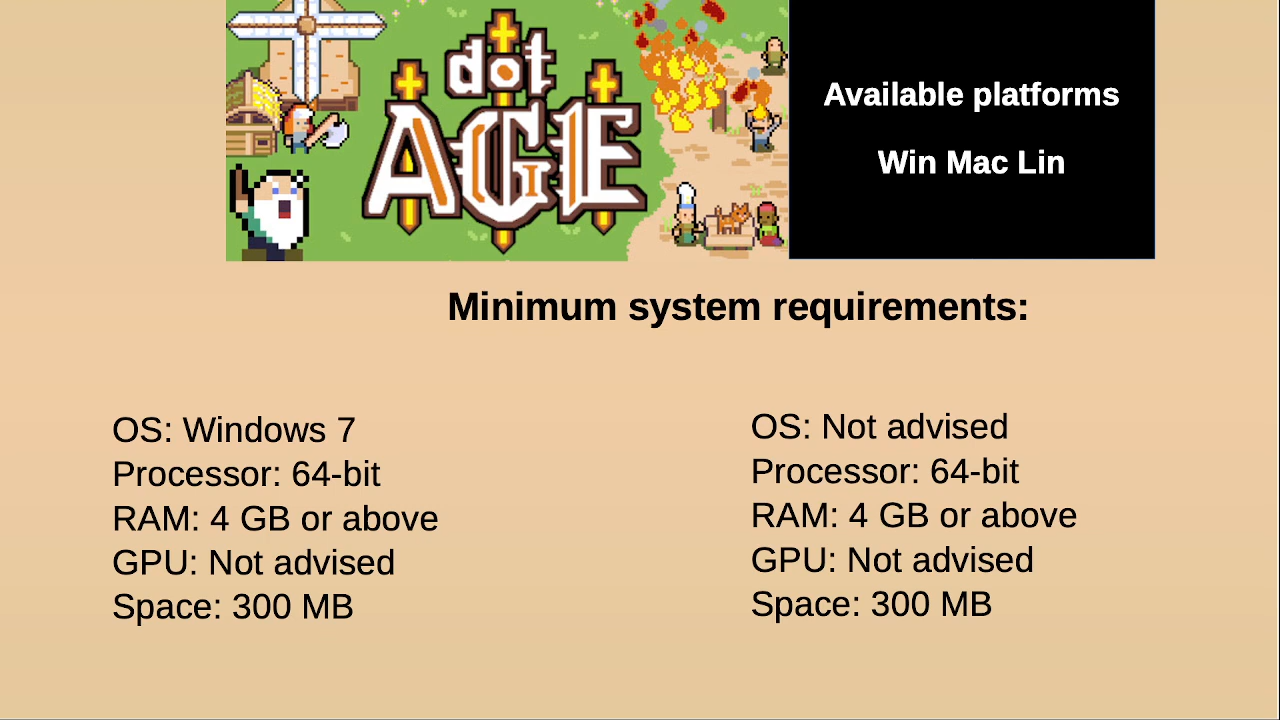 dot
AGE
Available platforms
Win Mac Lin
Minimum system requirements:
OS: Windows 7
Processor: 64-bit
RAM: 4 GB or above
GPU: Not advised
Space: 300 MB
OS: Not advised
Processor: 64-bit
RAM: 4 GB or above
GPU: Not advised
Space: 300 MB